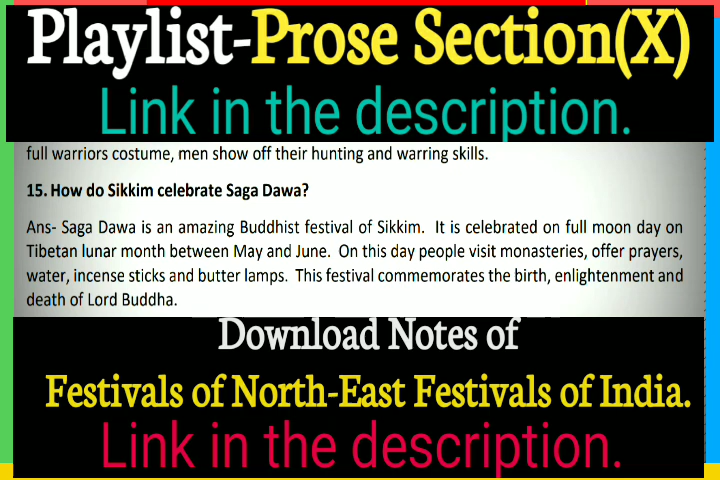 Playlist-Prose Section(X)
Link in the description.
full warriors costume, men show off their hunting and warring skills.
15. How do Sikkim celebrate Saga Dawa?
Ans- Saga Dawa is an amazing Buddhist festival of Sikkim. It is celebrated on full moon day on
Tibetan lunar month between May and June. On this day people visit monasteries, offer prayers,
water, incense sticks and butter lamps. This festival commemorates the birth, enlightenment and
death of Lord Buddha.
Download Notes of
Festivals of North-East Festivals of India.
Link in the description.